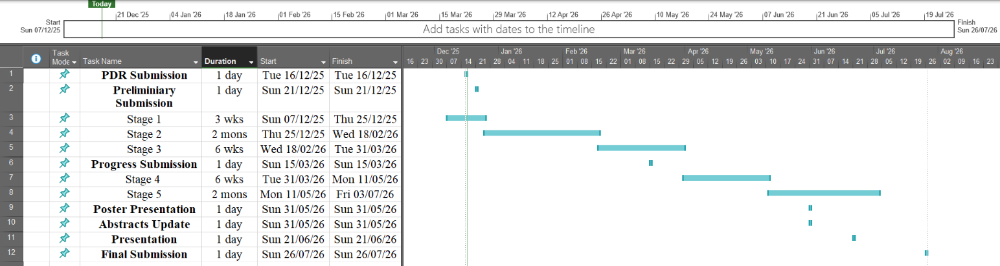 Today
21 Dec '25 04 Jan '26 18 Jan '26 01 Feb '26 15 Feb '26 01 Mar '26 15 Mar '26 29 Mar '26 12 Apr '26 26 Apr '26 10 May '26 24 May '26 07 Jun '26 21 Jun '26 05 Jul '26 19 Jul '26
Start
Sun 07/12/25
Add tasks with dates to the timeline
Finish
Sun 26/07/26
Task Mode Task Name Duration Start Finish
Dec '25 Jan '26 Feb '26 Mar '26 Apr '26 May '26 Jun '26 Jul '26 Aug '26
16 23 30 07 14 21 28 04 11 18 25 01 08 15 22 01 08 15 22 29 05 12 19 26 03 10 17 24 31 07 14 21 28 05 12 19 26 02 09 16 23
1 PDR Submission 1 day Tue 16/12/25 Tue 16/12/25
2 Preliminiary Submission 1 day Sun 21/12/25 Sun 21/12/25
3 Stage 1 3 wks Sun 07/12/25 Thu 25/12/25
4 Stage 2 2 mons Thu 25/12/25 Wed 18/02/26
5 Stage 3 6 wks Wed 18/02/26 Tue 31/03/26
6 Progress Submission 1 day Sun 15/03/26 Sun 15/03/26
7 Stage 4 6 wks Tue 31/03/26 Mon 11/05/26
8 Stage 5 2 mons Mon 11/05/26 Fri 03/07/26
9 Poster Presentation 1 day Sun 31/05/26 Sun 31/05/26
10 Abstracts Update 1 day Sun 31/05/26 Sun 31/05/26
11 Presentation 1 day Sun 21/06/26 Sun 21/06/26
12 Final Submission 1 day Sun 26/07/26 Sun 26/07/26